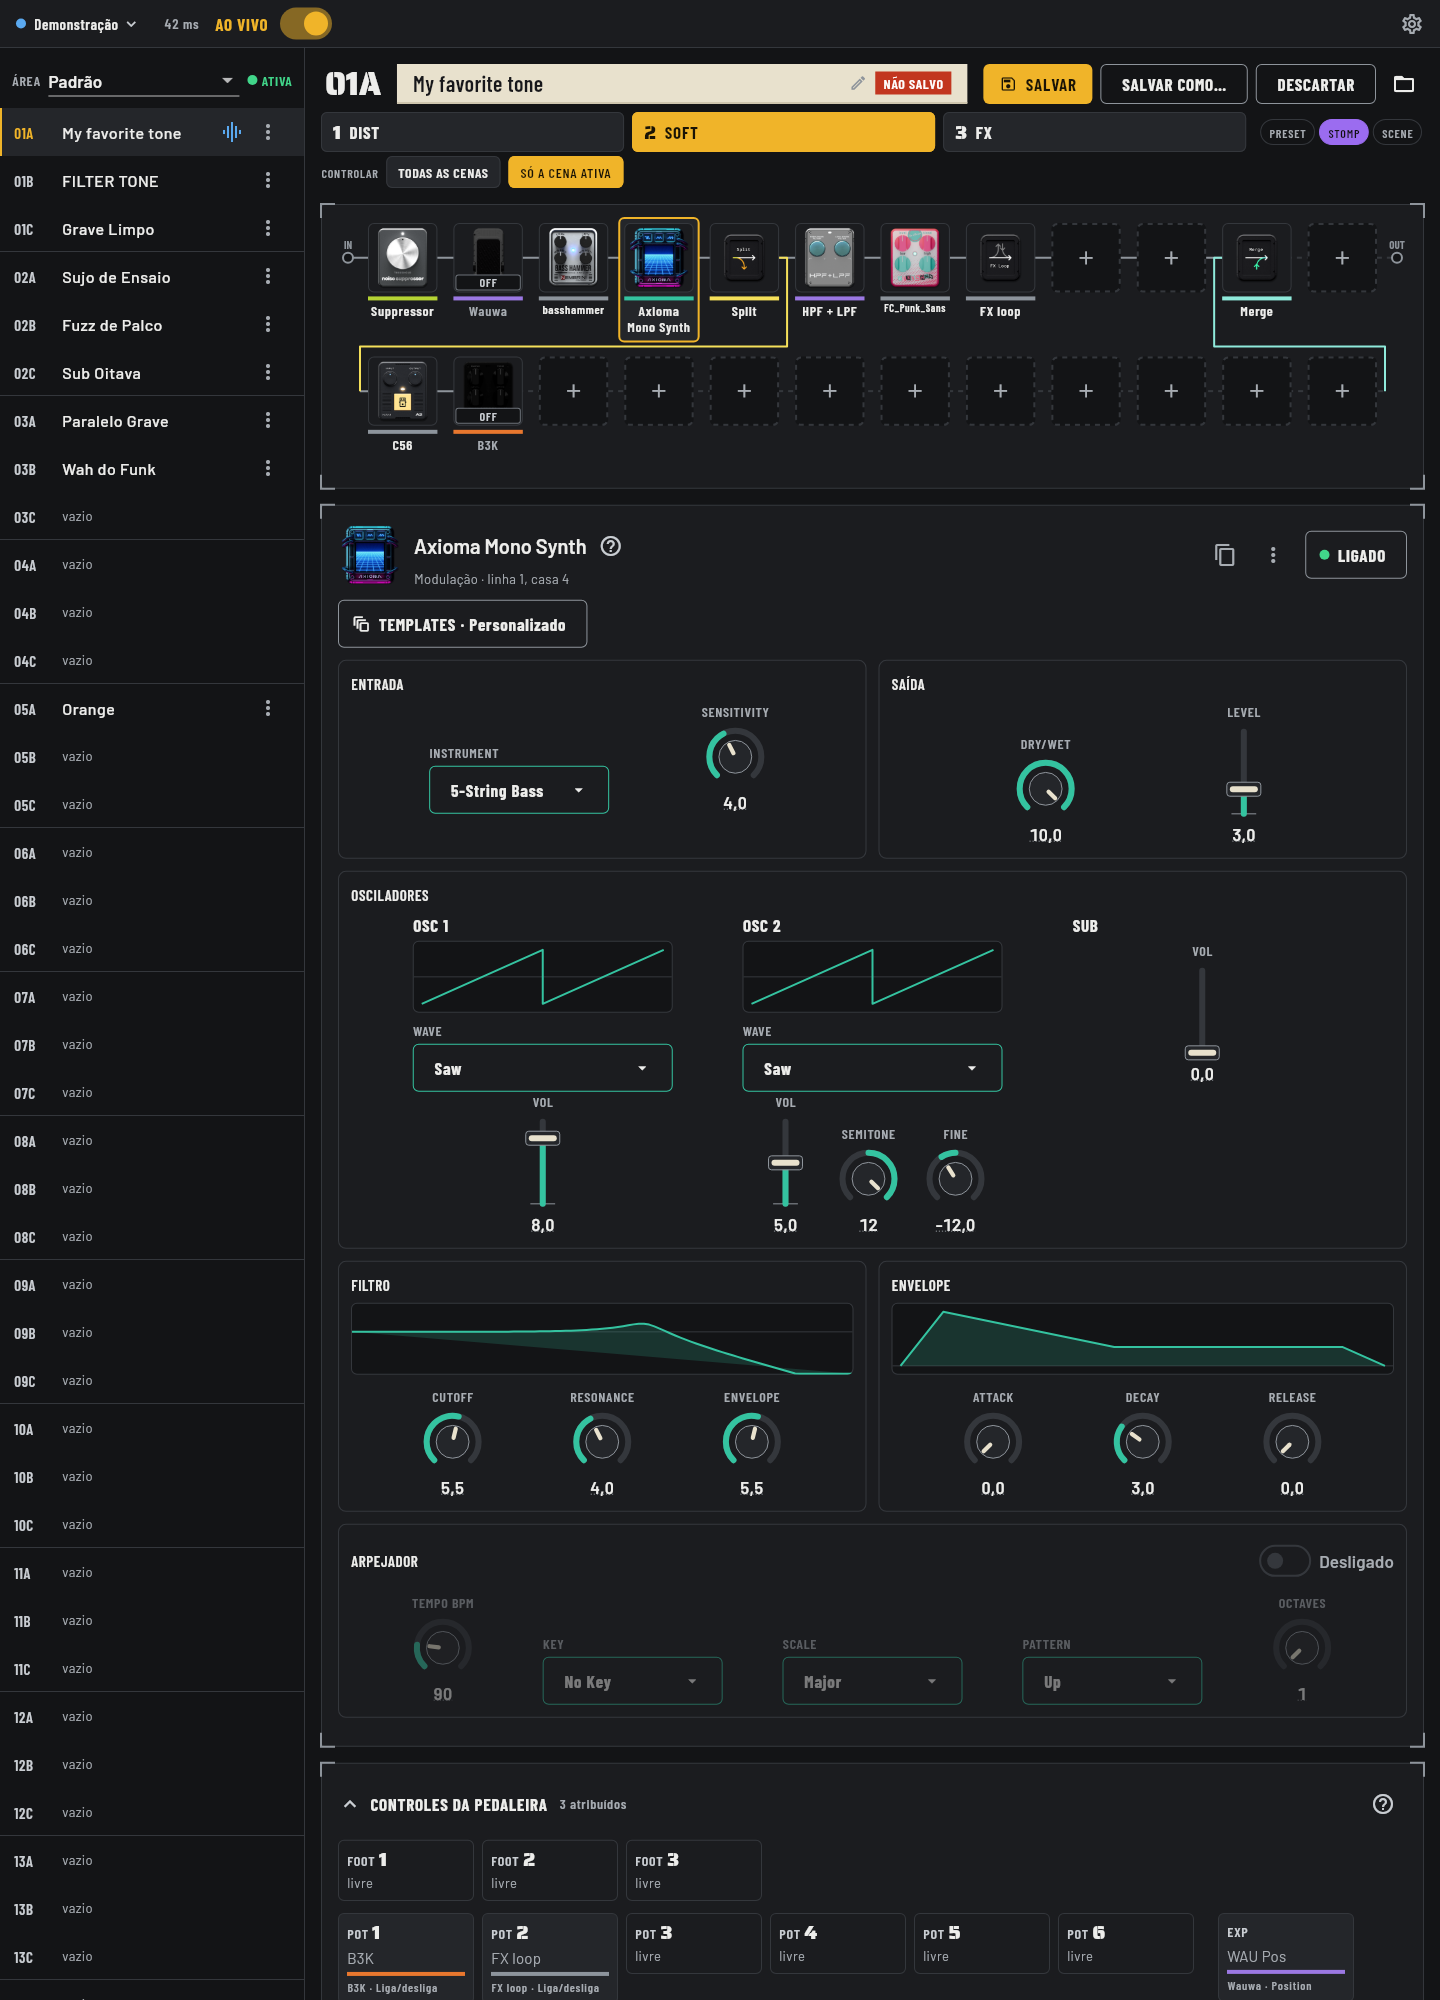 Demonstração 42 ms AO VIVO
ÁREA Padrão ATIVA
01A My favorite tone
01B FILTER TONE
01C Grave Limpo
02A Sujo de Ensaio
02B Fuzz de Palco
02C Sub Oitava
03A Paralelo Grave
03B Wah do Funk
03C vazio
04A vazio
04B vazio
04C vazio
05A Orange
05B vazio
05C vazio
06A vazio
06B vazio
06C vazio
07A vazio
07B vazio
07C vazio
08A vazio
08B vazio
08C vazio
09A vazio
09B vazio
09C vazio
10A vazio
10B vazio
10C vazio
11A vazio
11B vazio
11C vazio
12A vazio
12B vazio
12C vazio
13A vazio
13B vazio
13C vazio
01A My favorite tone NÃO SALVO SALVAR SALVAR COMO... DESCARTAR
1 DIST 2 SOFT 3 FX PRESET STOMP SCENE
CONTROLAR TODAS AS CENAS SÓ A CENA ATIVA
IN OUT
OFF
Suppressor Wauwa basshammer Axioma Mono Synth Split HPF + LPF FC_Punk_Sans FX loop Merge
OFF
C56 B3K
Axioma Mono Synth
Modulação · linha 1, casa 4
LIGADO
TEMPLATES · Personalizado
ENTRADA
INSTRUMENT SENSITIVITY
5-String Bass
4,0
SAÍDA
DRY/WET LEVEL
10,0 3,0
OSCILADORES
OSC 1 OSC 2 SUB
WAVE WAVE VOL
Saw Saw
0,0
VOL VOL SEMITONE FINE
8,0 5,0 12 -12,0
FILTRO
CUTOFF RESONANCE ENVELOPE
5,5 4,0 5,5
ENVELOPE
ATTACK DECAY RELEASE
0,0 3,0 0,0
ARPEJADOR Desligado
TEMPO BPM KEY SCALE PATTERN OCTAVES
No Key Major Up
90 1
CONTROLES DA PEDALEIRA 3 atribuídos
FOOT 1 FOOT 2 FOOT 3
livre livre livre
POT 1 POT 2 POT 3 POT 4 POT 5 POT 6 EXP
B3K FX loop livre livre livre livre WAU Pos
B3K · Liga/desliga FX loop · Liga/desliga Wauwa · Position